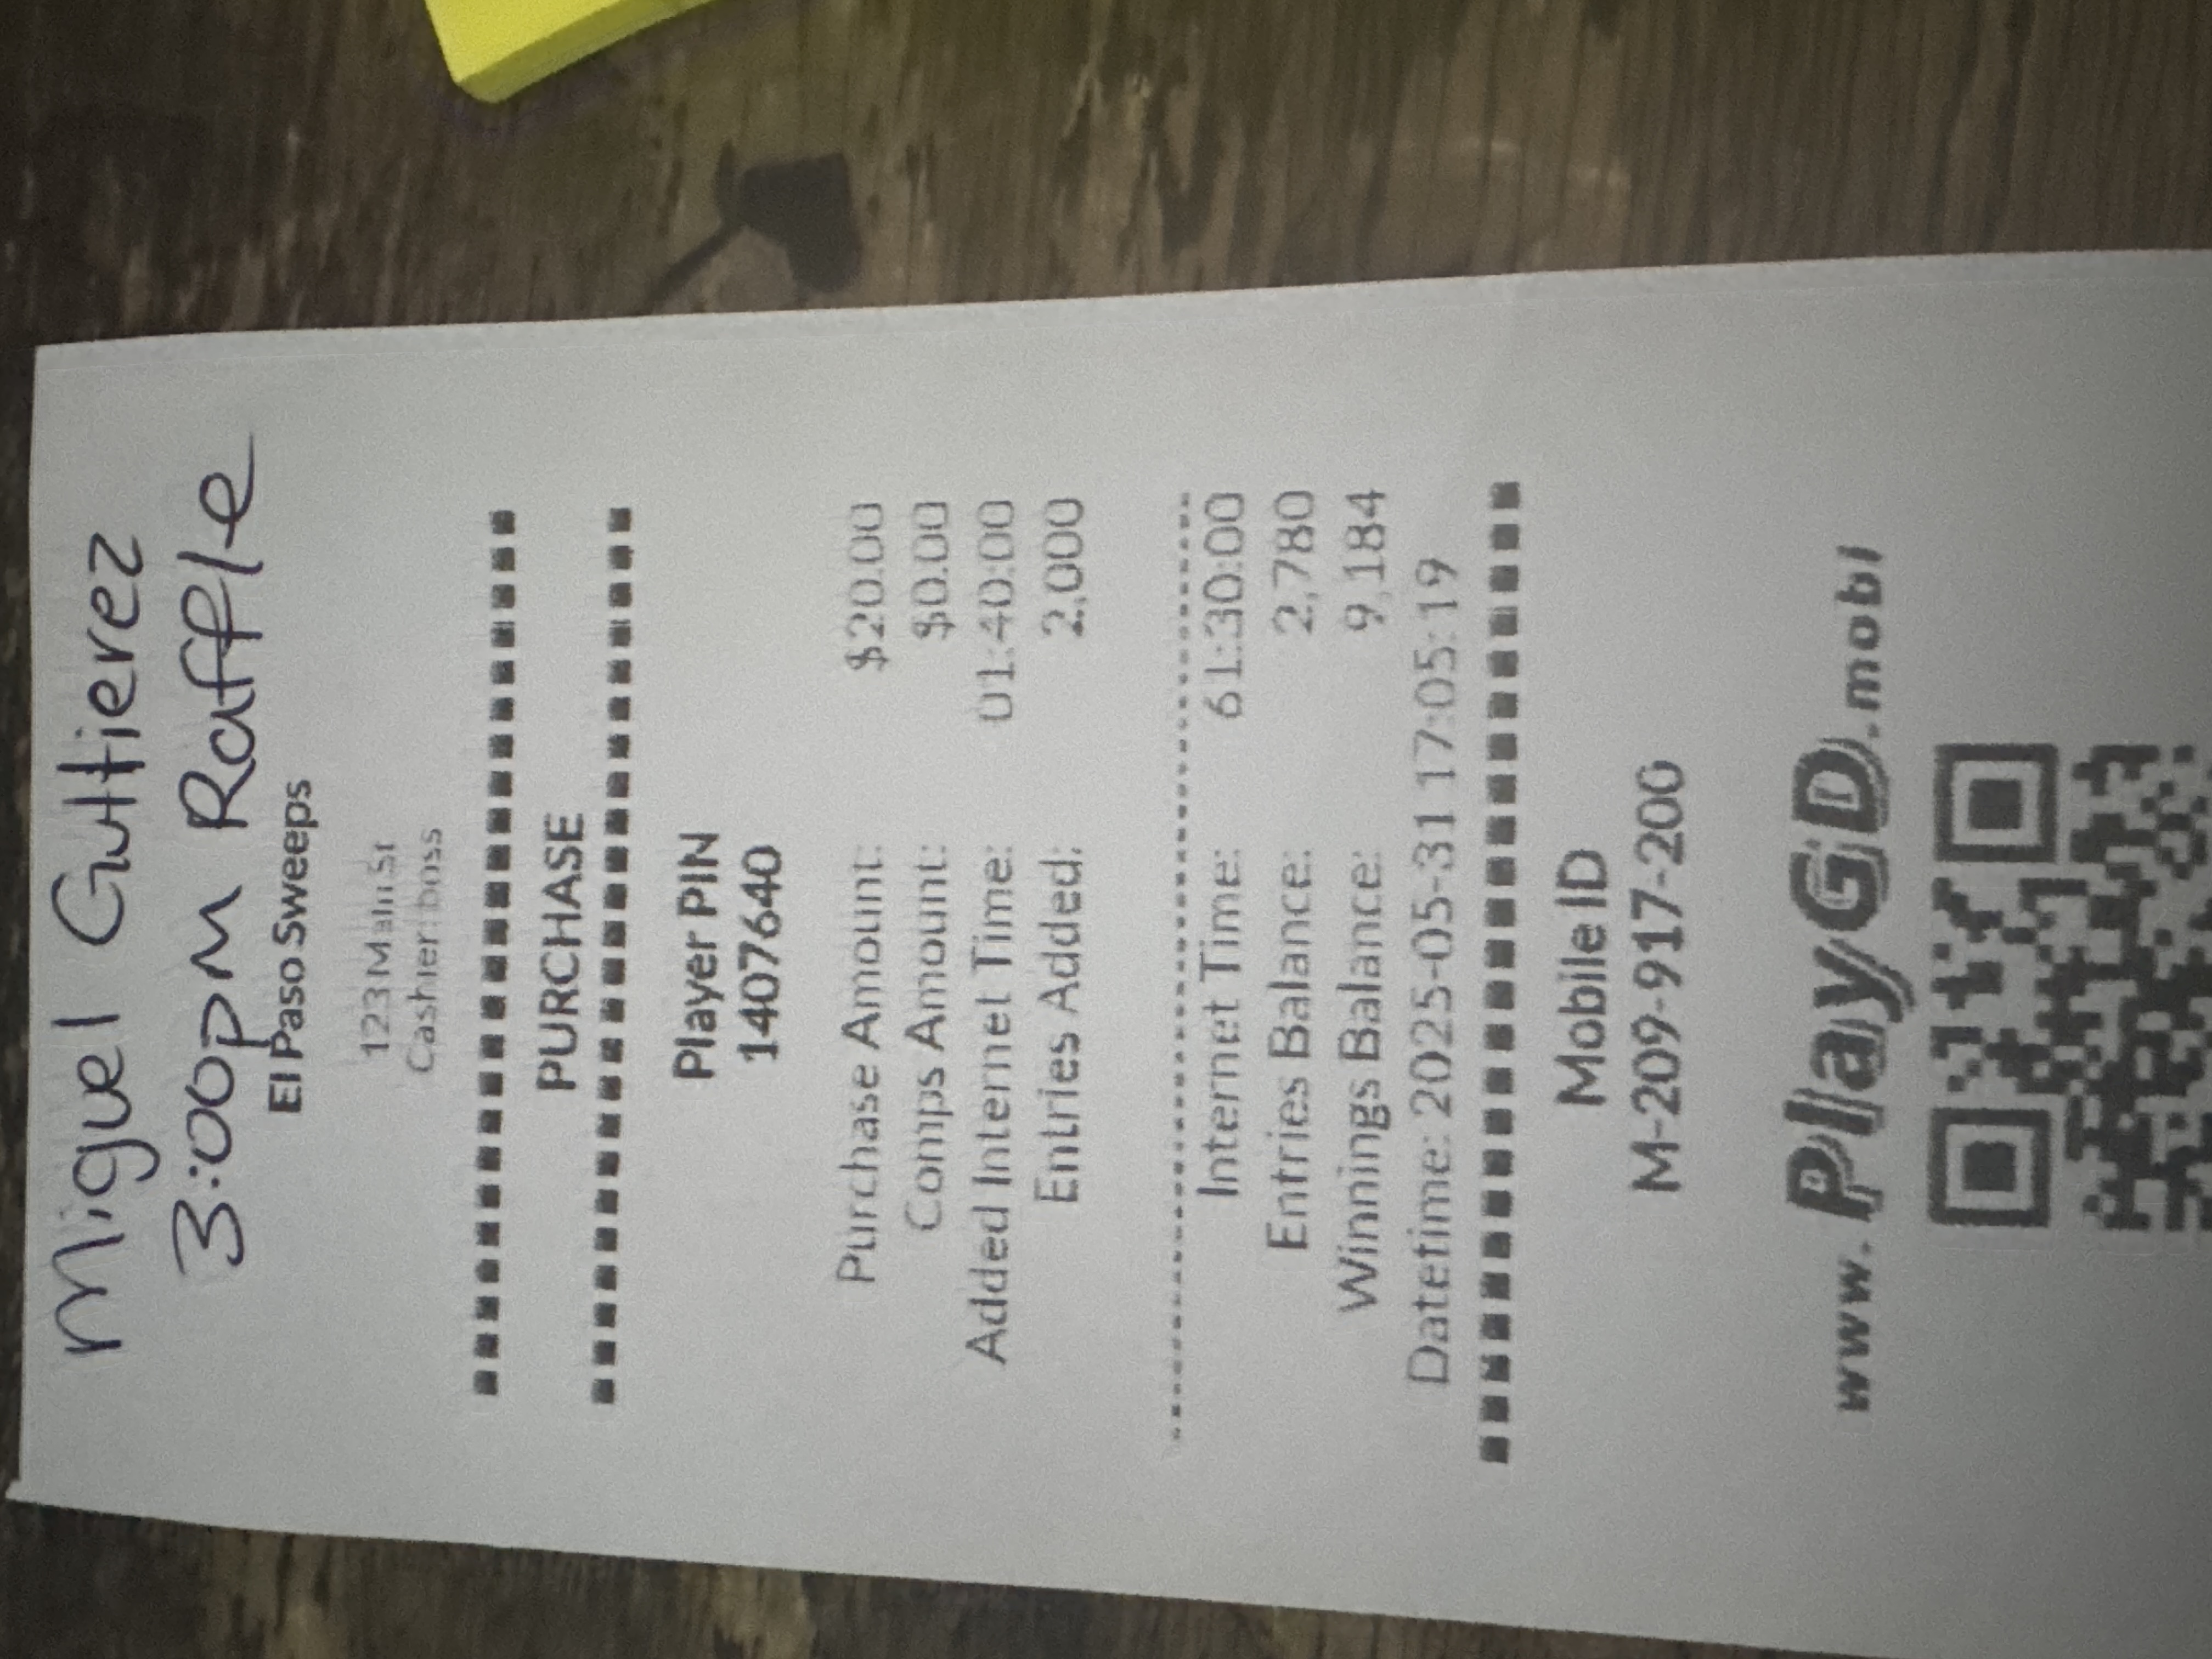 Miguel Guttierez
3:00pm Raffle
El Paso Sweeps
123 Main St
Cashier: boss
PURCHASE
Player PIN
1407640
Purchase Amount: $20.00
Comps Amount: $0.00
Added Internet Time: 01:40:00
Entries Added: 2,000
Internet Time: 61:30:00
Entries Balance: 2,780
Winnings Balance: 9,184
Datetime: 2025-05-31 17:05:19
Mobile ID
M-209-917-200
www.PlayGD.mobi